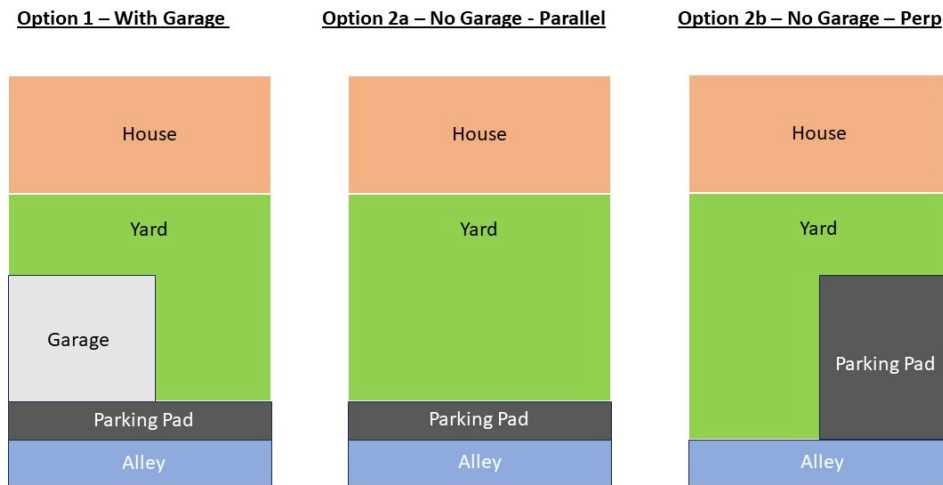 Option 1 – With Garage
House
Yard
Garage
Parking Pad
Alley
Option 2a – No Garage - Parallel
House
Yard
Parking Pad
Alley
Option 2b – No Garage – Perp
House
Yard
Parking Pad
Alley